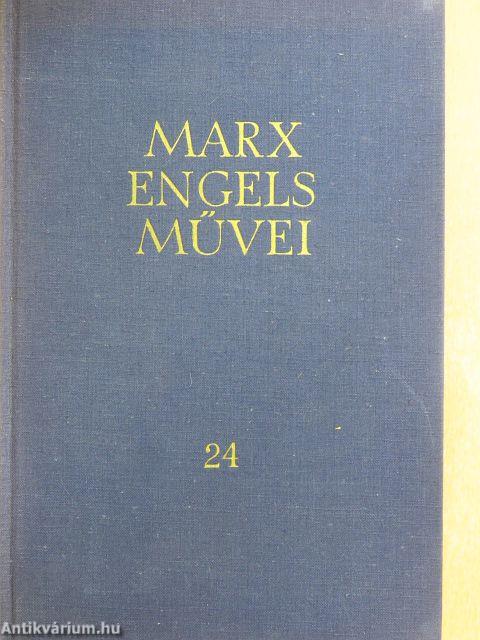 MARX
ENGELS
MŰVEI
24
Antikvárium.hu